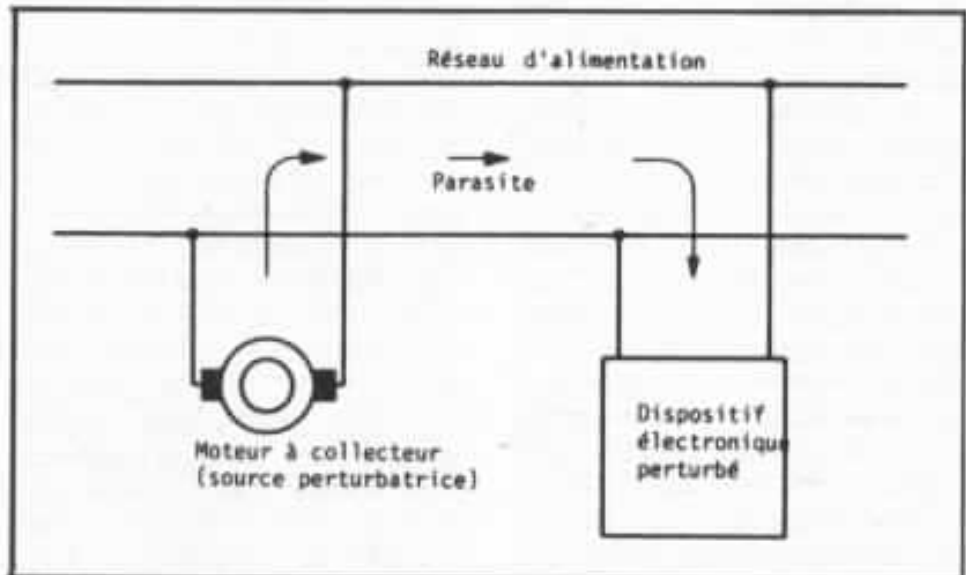 Réseau d'alimentation
Parasite
Moteur à collecteur
(source perturbatrice)
Dispositif
électronique
perturbé